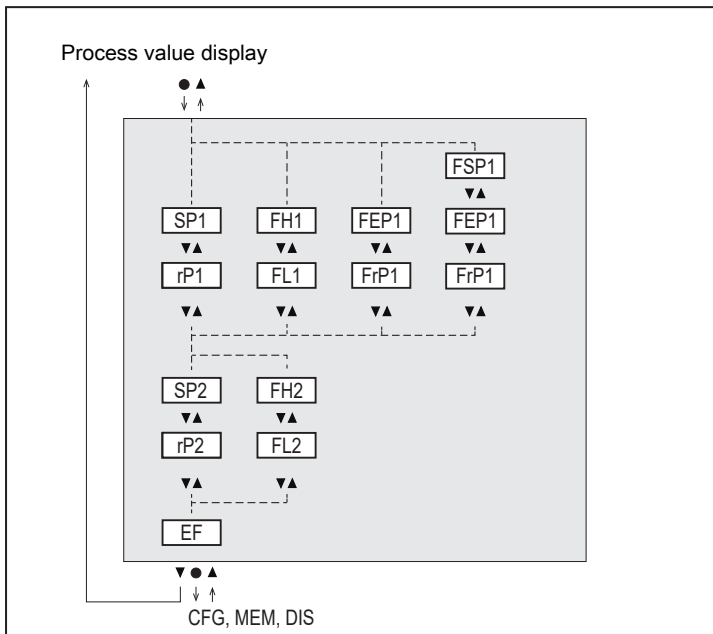 Process value display
FSP1
SP1 FH1 FEP1 FEP1
rP1 FL1 FrP1 FrP1
SP2 FH2
rP2 FL2
EF
CFG, MEM, DIS